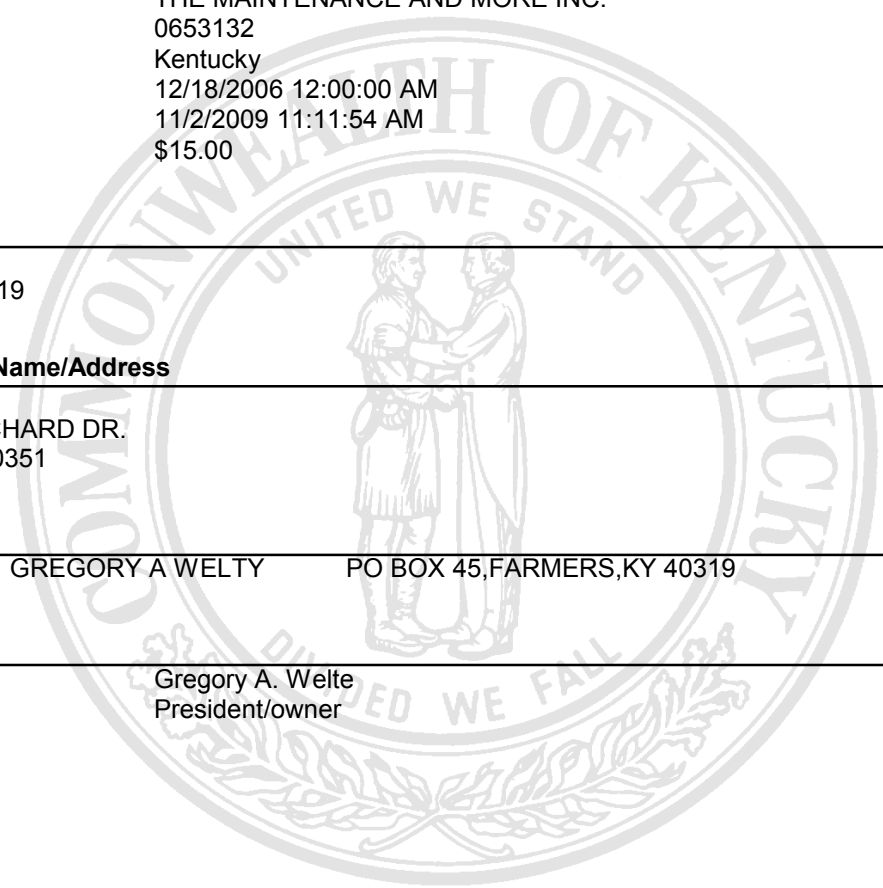 THE MAINTENANCE AND MORE INC.
0653132
Kentucky
12/18/2006 12:00:00 AM
11/2/2009 11:11:54 AM
$15.00
COMMONWEALTH OF KENTUCKY
UNITED WE STAND
19
Name/Address
CHARD DR.
0351
GREGORY A WELTY PO BOX 45,FARMERS,KY 40319
Gregory A. Welte
President/owner
DIVIDED WE FALL